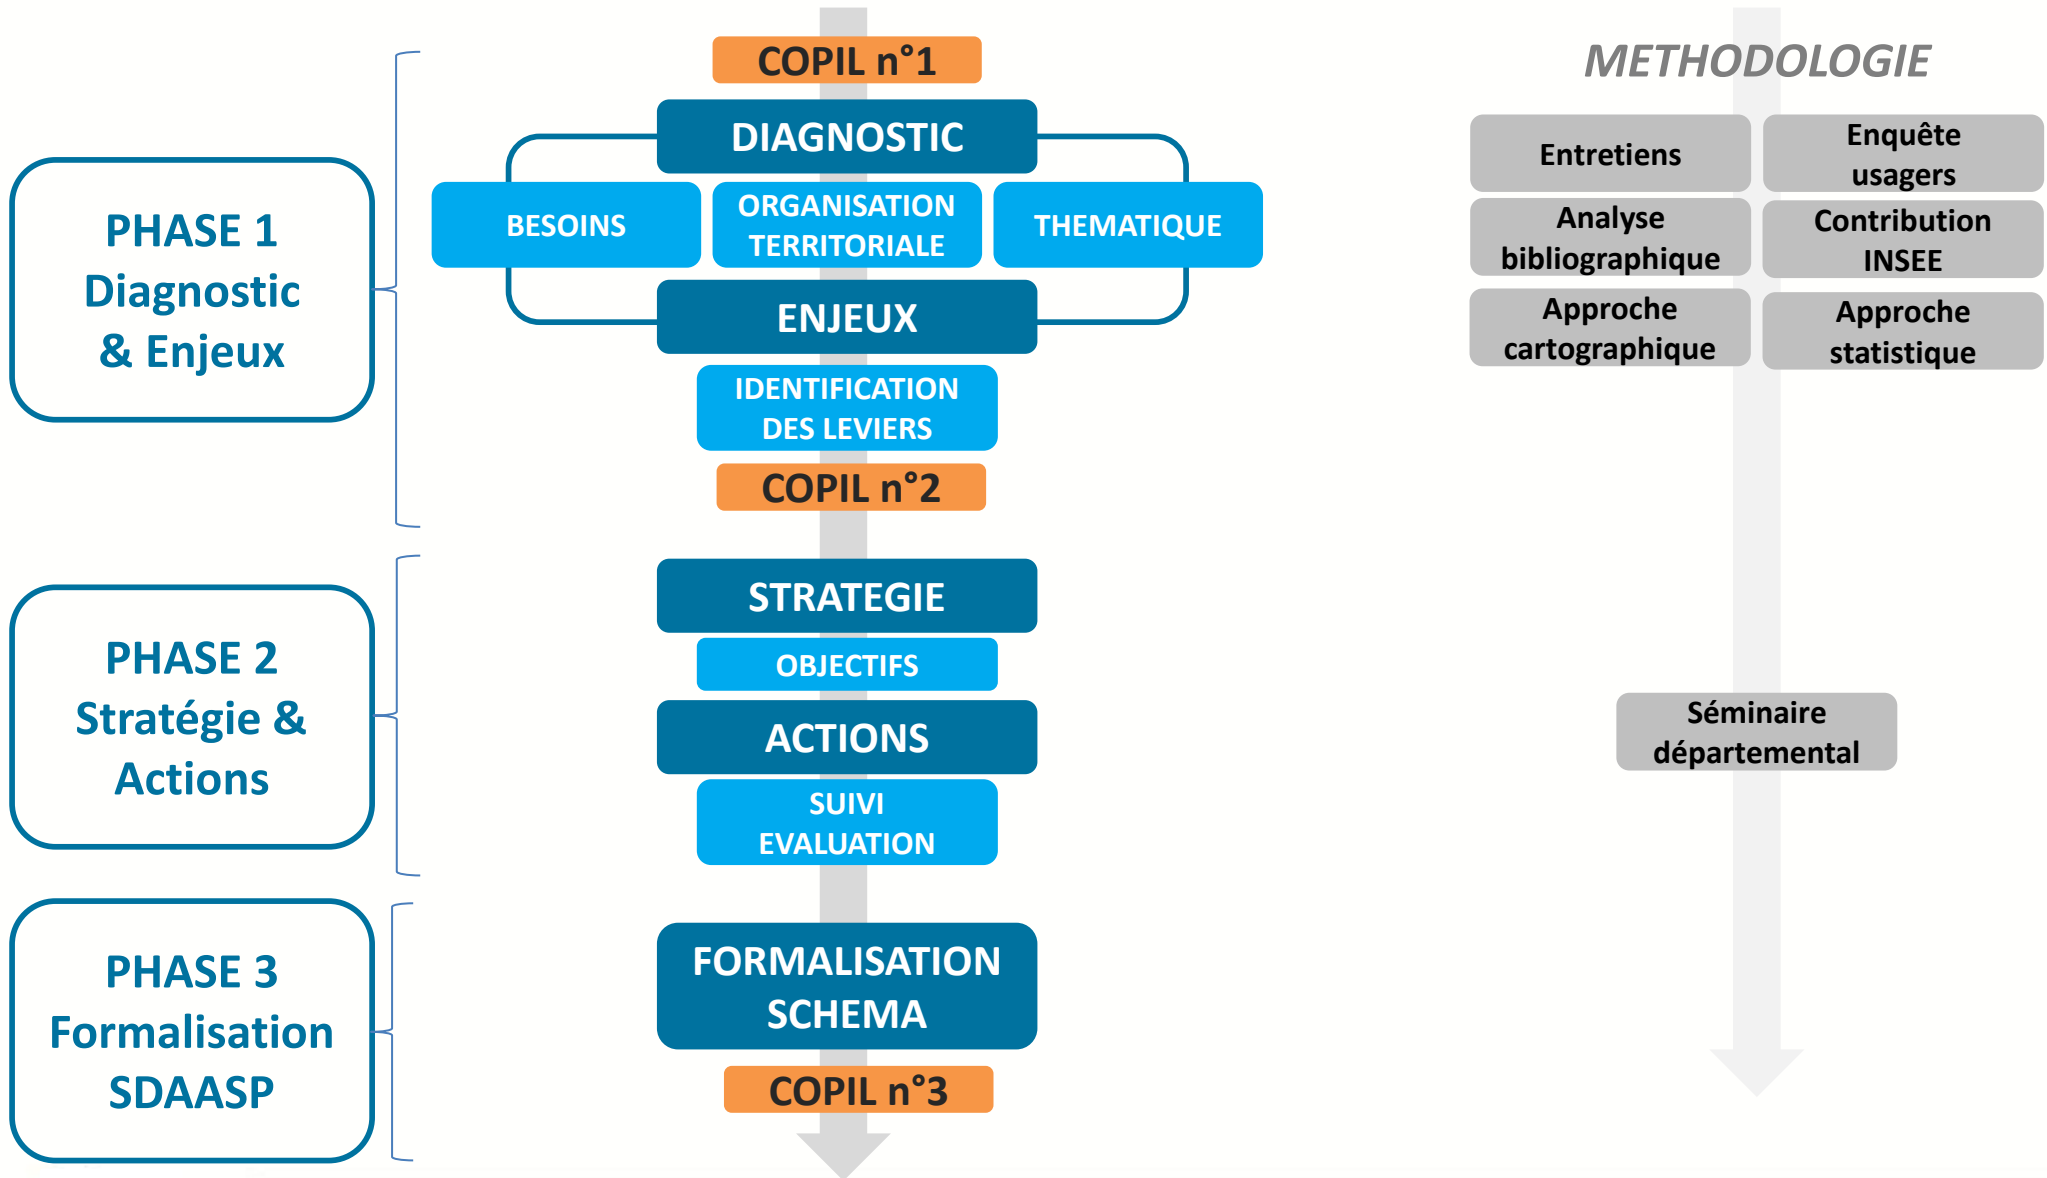 PHASE 1
Diagnostic
& Enjeux
COPIL n°1
DIAGNOSTIC
BESOINS
ORGANISATION
TERRITORIALE
THEMATIQUE
ENJEUX
IDENTIFICATION
DES LEVIERS
COPIL n°2
PHASE 2
Stratégie &
Actions
STRATEGIE
OBJECTIFS
ACTIONS
SUIVI
EVALUATION
PHASE 3
Formalisation
SDAASP
FORMALISATION
SCHEMA
COPIL n°3
METHODOLOGIE
Entretiens
Enquête
usagers
Analyse
bibliographique
Contribution
INSEE
Approche
cartographique
Approche
statistique
Séminaire
départemental